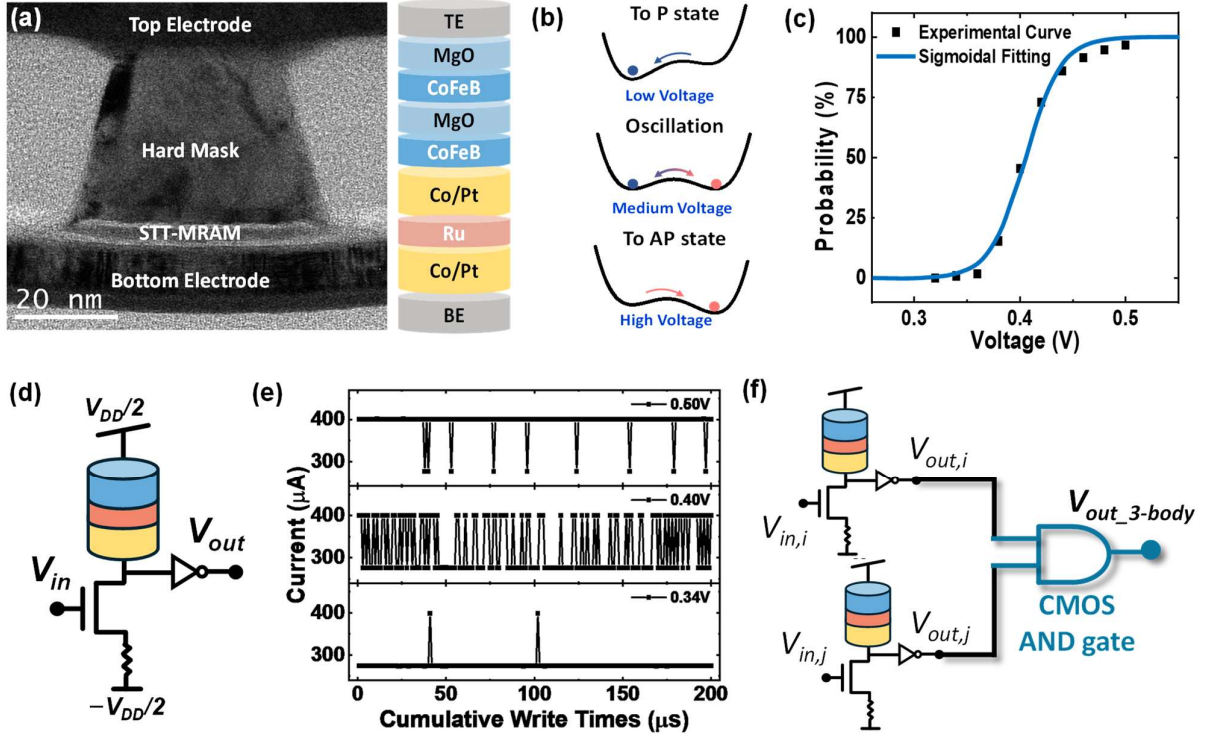 (a)
Top Electrode
Hard Mask
STT-MRAM
Bottom Electrode
20 nm
TE
MgO
CoFeB
MgO
CoFeB
Co/Pt
Ru
Co/Pt
BE
(b)
To P state
Low Voltage
Oscillation
Medium Voltage
To AP state
High Voltage
(c)
100
75
50
25
0
Probability (%)
Experimental Curve
Sigmoidal Fitting
0.3 0.4 0.5
Voltage (V)
(d)
V_DD/2
V_in
V_out
−V_DD/2
(e)
Current (μA)
400
300
0.50V
400
300
0.40V
400
300
0.34V
0 50 100 150 200
Cumulative Write Times (μs)
(f)
V_out,i
V_in,i
V_out,j
V_in,j
V_out_3-body
CMOS
AND gate